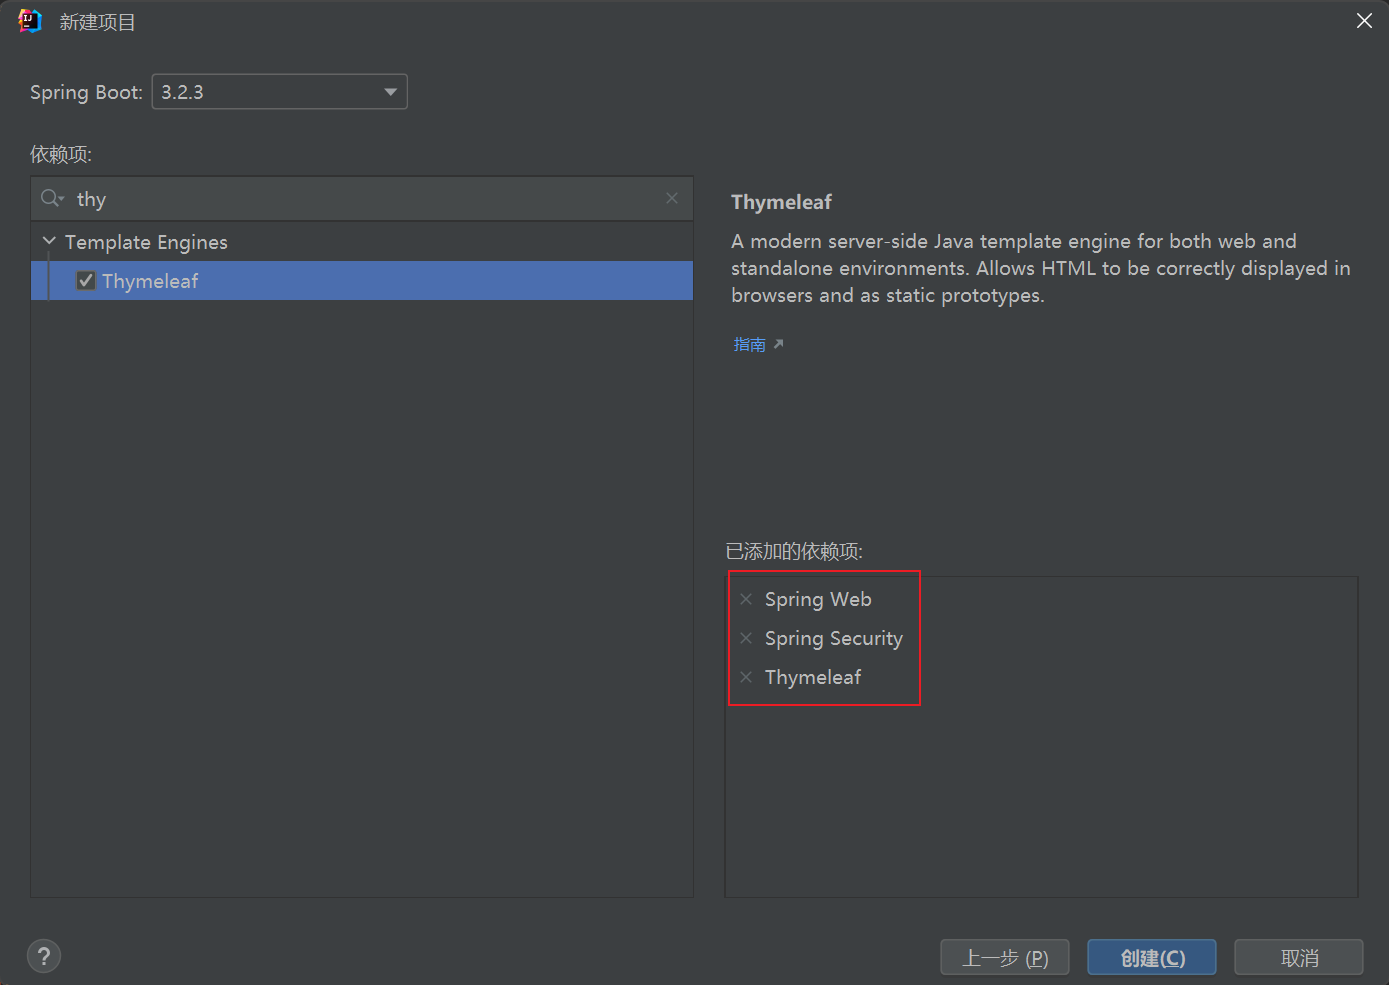 新建项目
Spring Boot: 3.2.3
依赖项:
thy
Template Engines
Thymeleaf
Thymeleaf
A modern server-side Java template engine for both web and
standalone environments. Allows HTML to be correctly displayed in
browsers and as static prototypes.
指南
已添加的依赖项:
Spring Web
Spring Security
Thymeleaf
? 上一步 (P) 创建(C) 取消